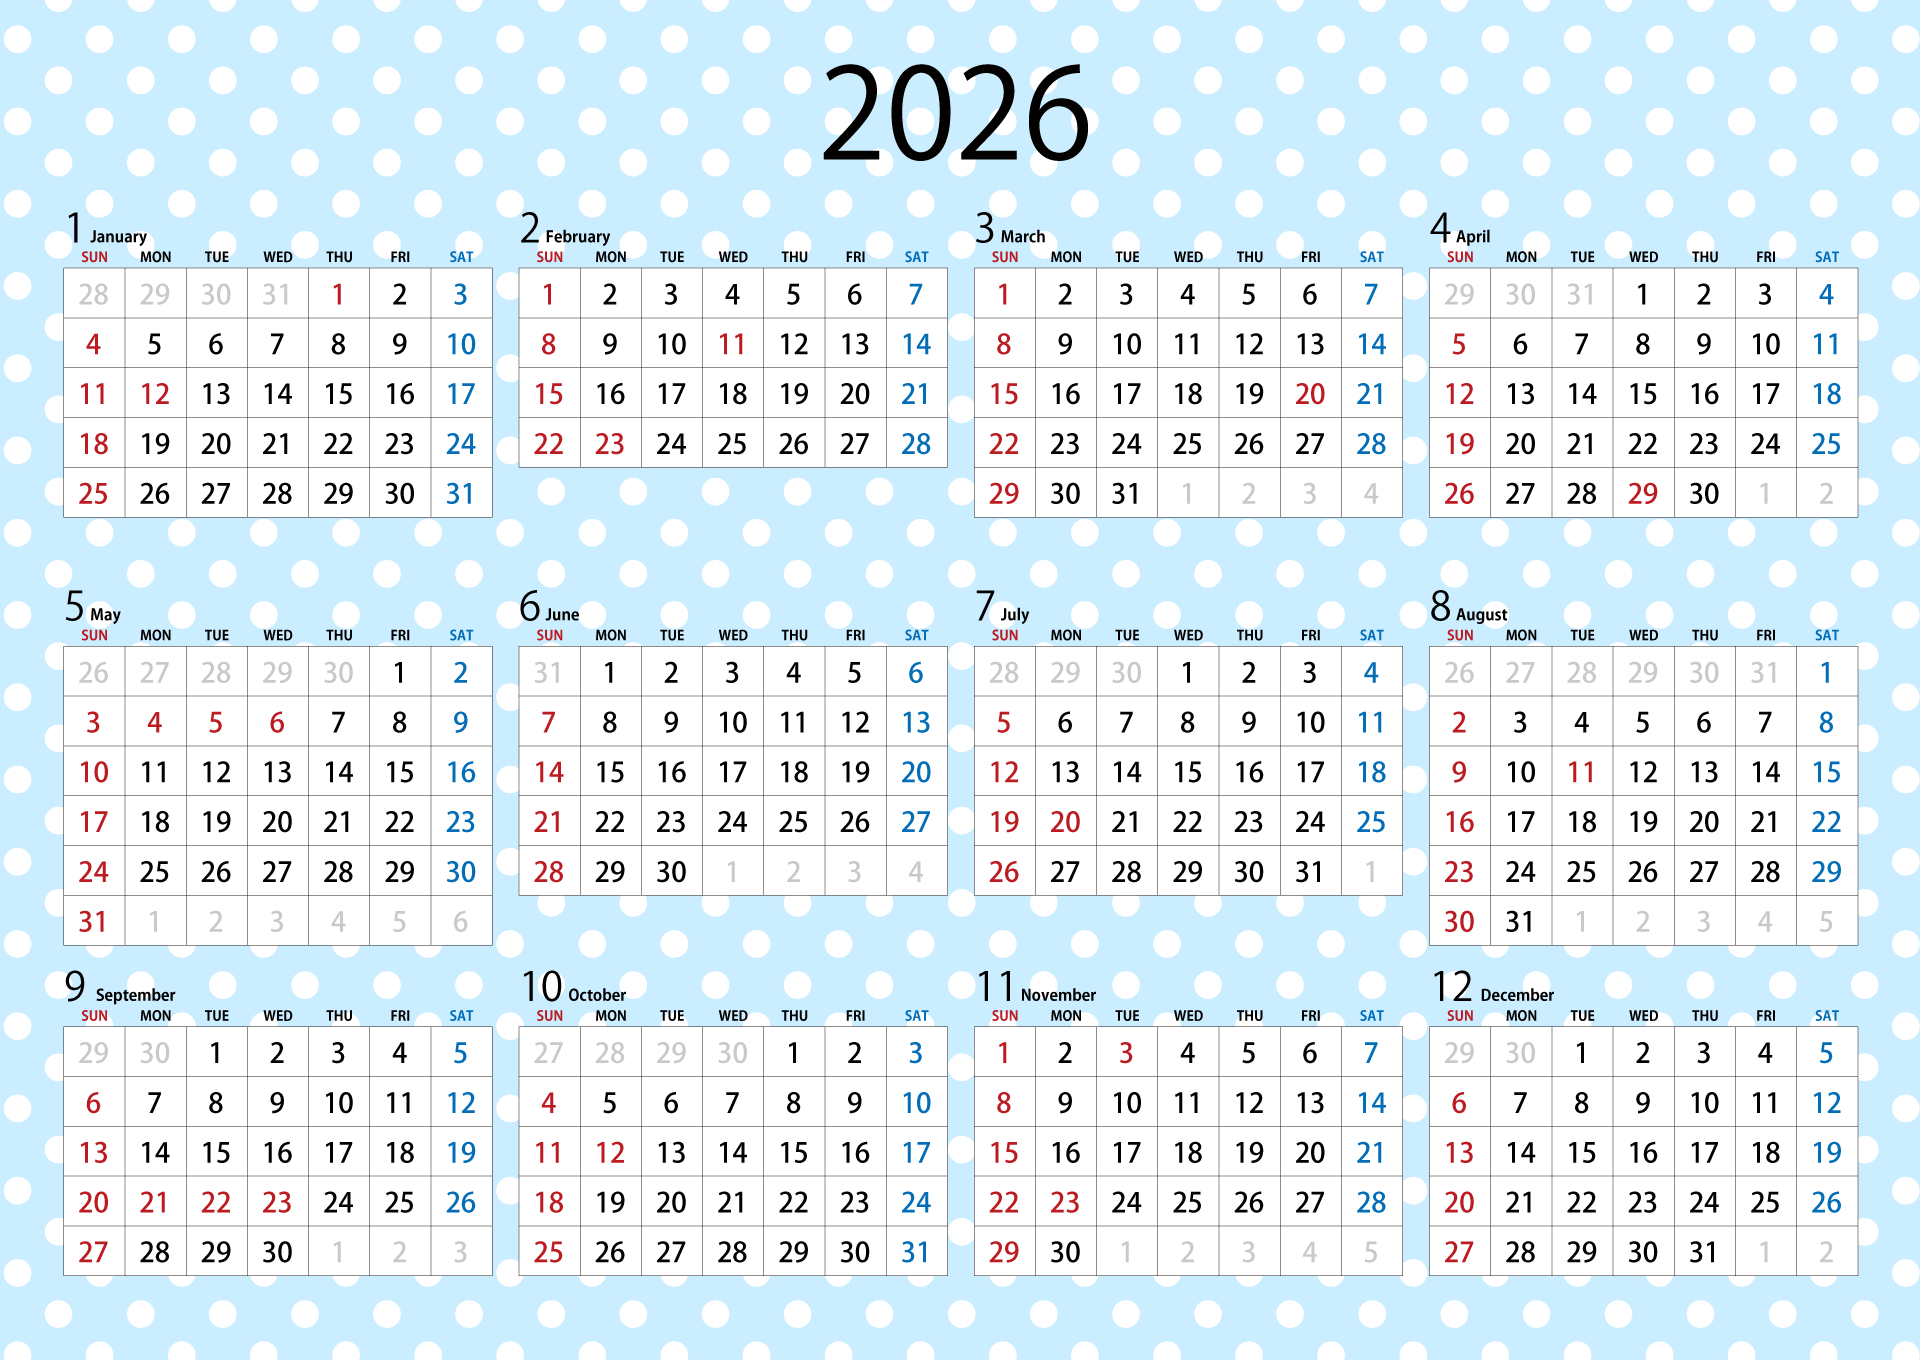 2026
1 January
SUN MON TUE WED THU FRI SAT
28 29 30 31 1 2 3
4 5 6 7 8 9 10
11 12 13 14 15 16 17
18 19 20 21 22 23 24
25 26 27 28 29 30 31
2 February
SUN MON TUE WED THU FRI SAT
1 2 3 4 5 6 7
8 9 10 11 12 13 14
15 16 17 18 19 20 21
22 23 24 25 26 27 28
3 March
SUN MON TUE WED THU FRI SAT
1 2 3 4 5 6 7
8 9 10 11 12 13 14
15 16 17 18 19 20 21
22 23 24 25 26 27 28
29 30 31 1 2 3 4
4 April
SUN MON TUE WED THU FRI SAT
29 30 31 1 2 3 4
5 6 7 8 9 10 11
12 13 14 15 16 17 18
19 20 21 22 23 24 25
26 27 28 29 30 1 2
5 May
SUN MON TUE WED THU FRI SAT
26 27 28 29 30 1 2
3 4 5 6 7 8 9
10 11 12 13 14 15 16
17 18 19 20 21 22 23
24 25 26 27 28 29 30
31 1 2 3 4 5 6
6 June
SUN MON TUE WED THU FRI SAT
31 1 2 3 4 5 6
7 8 9 10 11 12 13
14 15 16 17 18 19 20
21 22 23 24 25 26 27
28 29 30 1 2 3 4
7 July
SUN MON TUE WED THU FRI SAT
28 29 30 1 2 3 4
5 6 7 8 9 10 11
12 13 14 15 16 17 18
19 20 21 22 23 24 25
26 27 28 29 30 31 1
8 August
SUN MON TUE WED THU FRI SAT
26 27 28 29 30 31 1
2 3 4 5 6 7 8
9 10 11 12 13 14 15
16 17 18 19 20 21 22
23 24 25 26 27 28 29
30 31 1 2 3 4 5
9 September
SUN MON TUE WED THU FRI SAT
29 30 1 2 3 4 5
6 7 8 9 10 11 12
13 14 15 16 17 18 19
20 21 22 23 24 25 26
27 28 29 30 1 2 3
10 October
SUN MON TUE WED THU FRI SAT
27 28 29 30 1 2 3
4 5 6 7 8 9 10
11 12 13 14 15 16 17
18 19 20 21 22 23 24
25 26 27 28 29 30 31
11 November
SUN MON TUE WED THU FRI SAT
1 2 3 4 5 6 7
8 9 10 11 12 13 14
15 16 17 18 19 20 21
22 23 24 25 26 27 28
29 30 1 2 3 4 5
12 December
SUN MON TUE WED THU FRI SAT
29 30 1 2 3 4 5
6 7 8 9 10 11 12
13 14 15 16 17 18 19
20 21 22 23 24 25 26
27 28 29 30 31 1 2